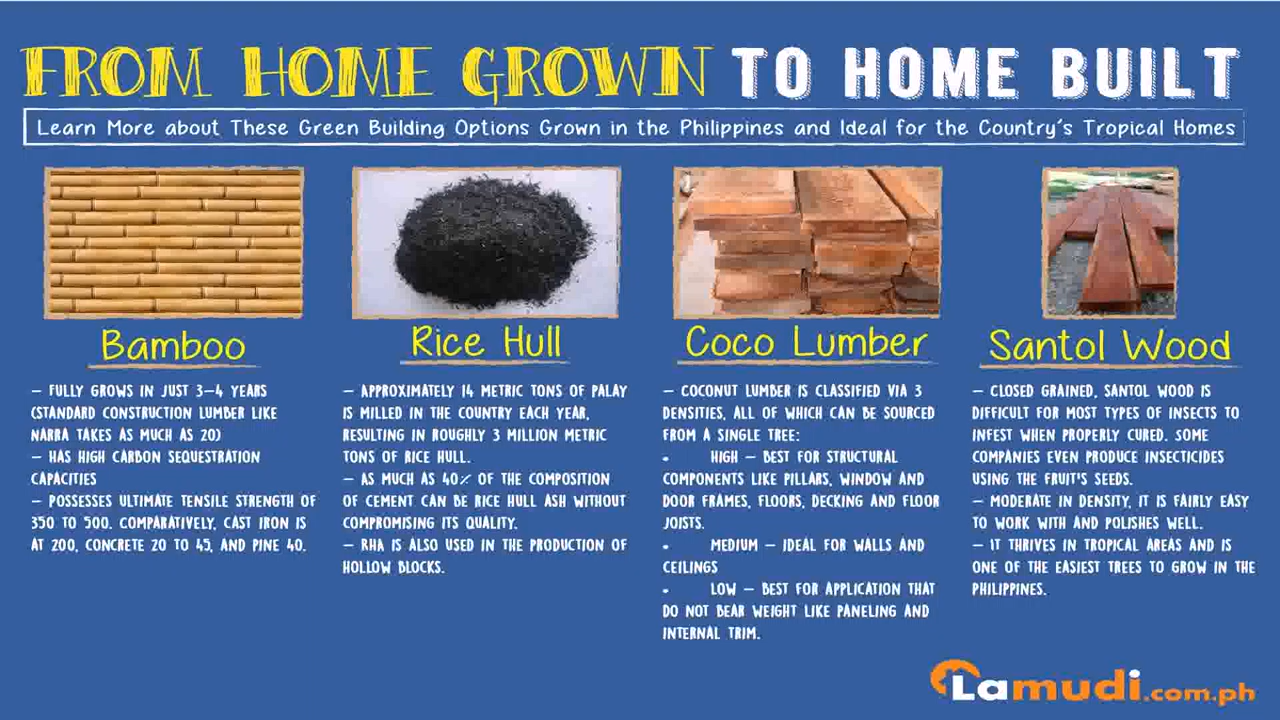 FROM HOME GROWN TO HOME BUILT
Learn More about These Green Building Options Grown in the Philippines and Ideal for the Country's Tropical Homes
Bamboo
– FULLY GROWS IN JUST 3–4 YEARS
(STANDARD CONSTRUCTION LUMBER LIKE
NARRA TAKES AS MUCH AS 20)
– HAS HIGH CARBON SEQUESTRATION
CAPACITIES
– POSSESSES ULTIMATE TENSILE STRENGTH OF
350 TO 500. COMPARATIVELY, CAST IRON IS
AT 200, CONCRETE 20 TO 45, AND PINE 40.
Rice Hull
– APPROXIMATELY 14 METRIC TONS OF PALAY
IS MILLED IN THE COUNTRY EACH YEAR,
RESULTING IN ROUGHLY 3 MILLION METRIC
TONS OF RICE HULL.
– AS MUCH AS 40% OF THE COMPOSITION
OF CEMENT CAN BE RICE HULL ASH WITHOUT
COMPROMISING ITS QUALITY.
– RHA IS ALSO USED IN THE PRODUCTION OF
HOLLOW BLOCKS.
Coco Lumber
– COCONUT LUMBER IS CLASSIFIED VIA 3
DENSITIES, ALL OF WHICH CAN BE SOURCED
FROM A SINGLE TREE:
• HIGH – BEST FOR STRUCTURAL
COMPONENTS LIKE PILLARS, WINDOW AND
DOOR FRAMES, FLOORS, DECKING AND FLOOR
JOISTS.
• MEDIUM – IDEAL FOR WALLS AND
CEILINGS
• LOW – BEST FOR APPLICATION THAT
DO NOT BEAR WEIGHT LIKE PANELING AND
INTERNAL TRIM.
Santol Wood
– CLOSED GRAINED, SANTOL WOOD IS
DIFFICULT FOR MOST TYPES OF INSECTS TO
INFEST WHEN PROPERLY CURED. SOME
COMPANIES EVEN PRODUCE INSECTICIDES
USING THE FRUIT'S SEEDS.
– MODERATE IN DENSITY, IT IS FAIRLY EASY
TO WORK WITH AND POLISHES WELL.
– IT THRIVES IN TROPICAL AREAS AND IS
ONE OF THE EASIEST TREES TO GROW IN THE
PHILIPPINES.
Lamudi.com.ph